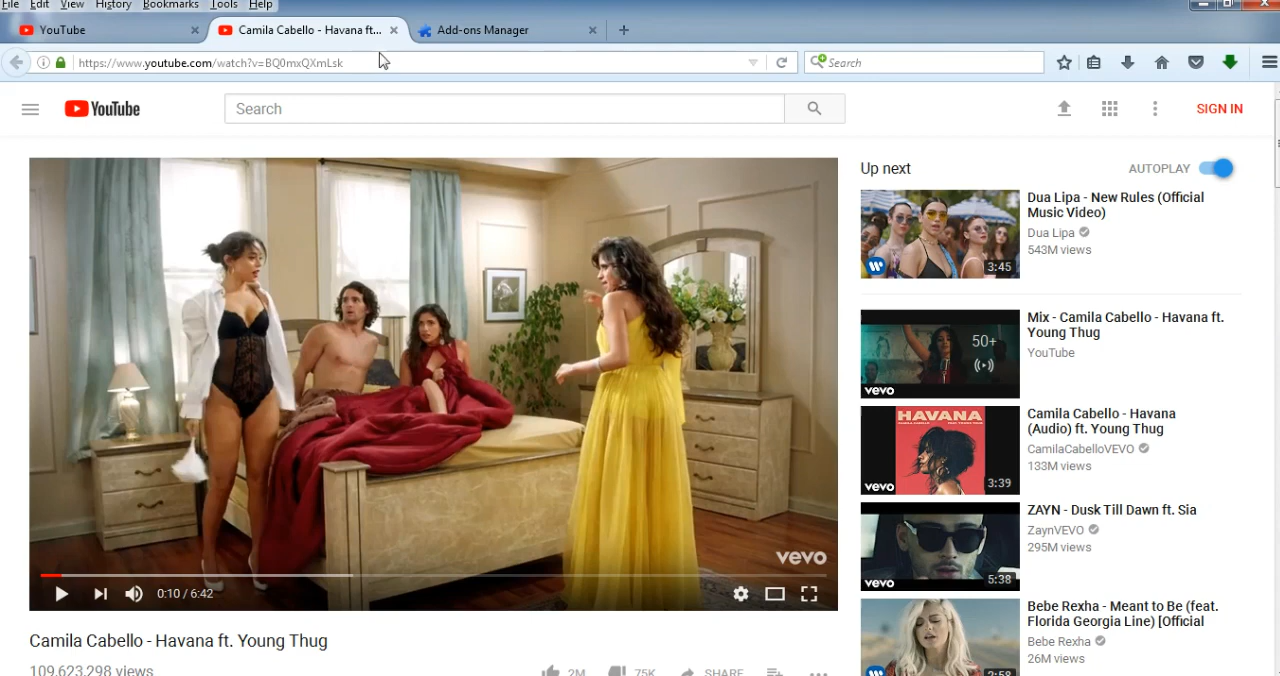 File Edit View History Bookmarks Tools Help
YouTube
Camila Cabello - Havana ft...
Add-ons Manager
https://www.youtube.com/watch?v=BQ0mxQXmLsk
Search
YouTube
Search
SIGN IN
vevo
0:10 / 6:42
Camila Cabello - Havana ft. Young Thug
109,623,298 views
2M
75K
SHARE
Up next
AUTOPLAY
3:45
Dua Lipa - New Rules (Official
Music Video)
Dua Lipa
543M views
50+
vevo
Mix - Camila Cabello - Havana ft.
Young Thug
YouTube
HAVANA
vevo
3:39
Camila Cabello - Havana
(Audio) ft. Young Thug
CamilaCabelloVEVO
133M views
vevo
5:38
ZAYN - Dusk Till Dawn ft. Sia
ZaynVEVO
295M views
Bebe Rexha - Meant to Be (feat.
Florida Georgia Line) [Official
Bebe Rexha
26M views